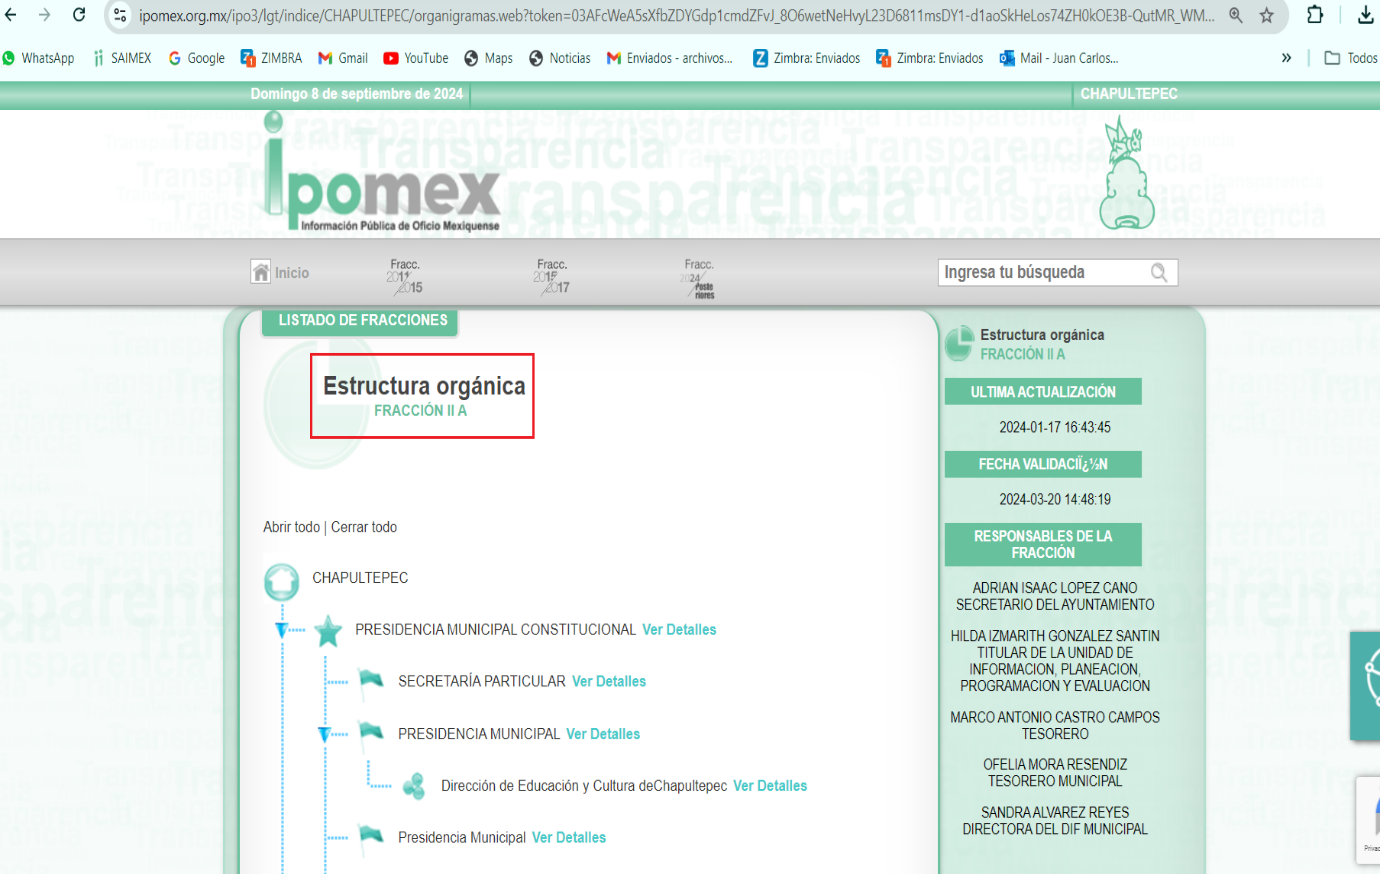 ipomex.org.mx/ipo3/lgt/indice/CHAPULTEPEC/organigramas.web?token=03AFcWeA5sXfbZDYGdp1cmdZFvJ_8O6wetNeHvyL23D6811msDY1-d1aoSkHeLos74ZH0kOE3B-QutMR_WM...
WhatsApp SAIMEX Google ZIMBRA Gmail YouTube Maps Noticias Enviados - archivos... Zimbra: Enviados Zimbra: Enviados Mail - Juan Carlos... » Todos
Domingo 8 de septiembre de 2024 CHAPULTEPEC
ipomex
Información Pública de Oficio Mexiquense
Inicio
Fracc.
2015
Fracc.
2017
Fracc.
2024
Poste
riores
Ingresa tu búsqueda
LISTADO DE FRACCIONES
Estructura orgánica
FRACCIÓN II A
Abrir todo | Cerrar todo
CHAPULTEPEC
PRESIDENCIA MUNICIPAL CONSTITUCIONAL Ver Detalles
SECRETARÍA PARTICULAR Ver Detalles
PRESIDENCIA MUNICIPAL Ver Detalles
Dirección de Educación y Cultura deChapultepec Ver Detalles
Presidencia Municipal Ver Detalles
Estructura orgánica
FRACCIÓN II A
ULTIMA ACTUALIZACIÓN
2024-01-17 16:43:45
FECHA VALIDACIÏ¿½N
2024-03-20 14:48:19
RESPONSABLES DE LA
FRACCIÓN
ADRIAN ISAAC LOPEZ CANO
SECRETARIO DEL AYUNTAMIENTO
HILDA IZMARITH GONZALEZ SANTIN
TITULAR DE LA UNIDAD DE
INFORMACION, PLANEACION,
PROGRAMACION Y EVALUACION
MARCO ANTONIO CASTRO CAMPOS
TESORERO
OFELIA MORA RESENDIZ
TESORERO MUNICIPAL
SANDRA ALVAREZ REYES
DIRECTORA DEL DIF MUNICIPAL